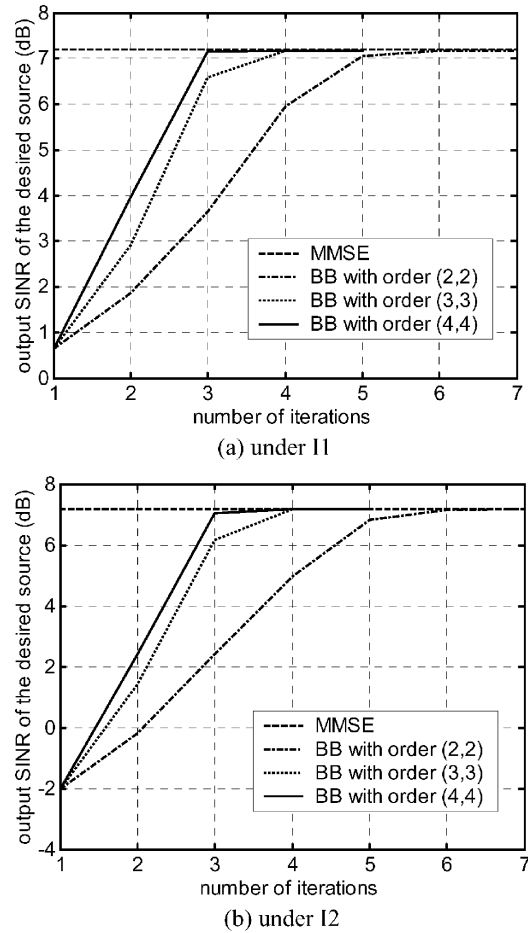 output SINR of the desired source (dB)
8
7
6
5
4
3
2
1
0
MMSE
BB with order (2,2)
BB with order (3,3)
BB with order (4,4)
1 2 3 4 5 6 7
number of iterations
(a) under I1
output SINR of the desired source (dB)
8
6
4
2
0
-2
-4
MMSE
BB with order (2,2)
BB with order (3,3)
BB with order (4,4)
1 2 3 4 5 6 7
number of iterations
(b) under I2